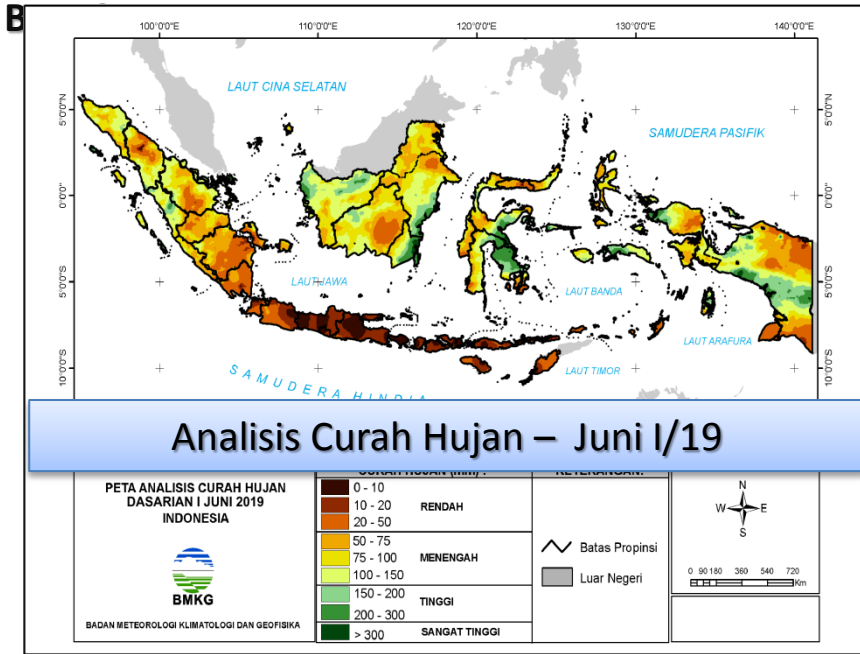 B
100°0'0"E 110°0'0"E 120°0'0"E 130°0'0"E 140°0'0"E
LAUT CINA SELATAN
SAMUDERA PASIFIK
5°0'0"N
5°0'0"N
0°0'0"S
0°0'0"S
5°0'0"S
5°0'0"S
10°0'0"S
10°0'0"S
LAUT JAWA
LAUT BANDA
LAUT ARAFURA
LAUT TIMOR
SAMUDERA HINDIA
Analisis Curah Hujan – Juni I/19
PETA ANALISIS CURAH HUJAN
DASARIAN I JUNI 2019
INDONESIA
BMKG
BADAN METEOROLOGI KLIMATOLOGI DAN GEOFISIKA
CURAH HUJAN (mm) :
0 - 10
10 - 20
20 - 50
RENDAH
50 - 75
75 - 100
100 - 150
MENENGAH
150 - 200
200 - 300
TINGGI
> 300
SANGAT TINGGI
KETERANGAN:
Batas Propinsi
Luar Negeri
N
W E
S
0 90 180 360 540 720
Km